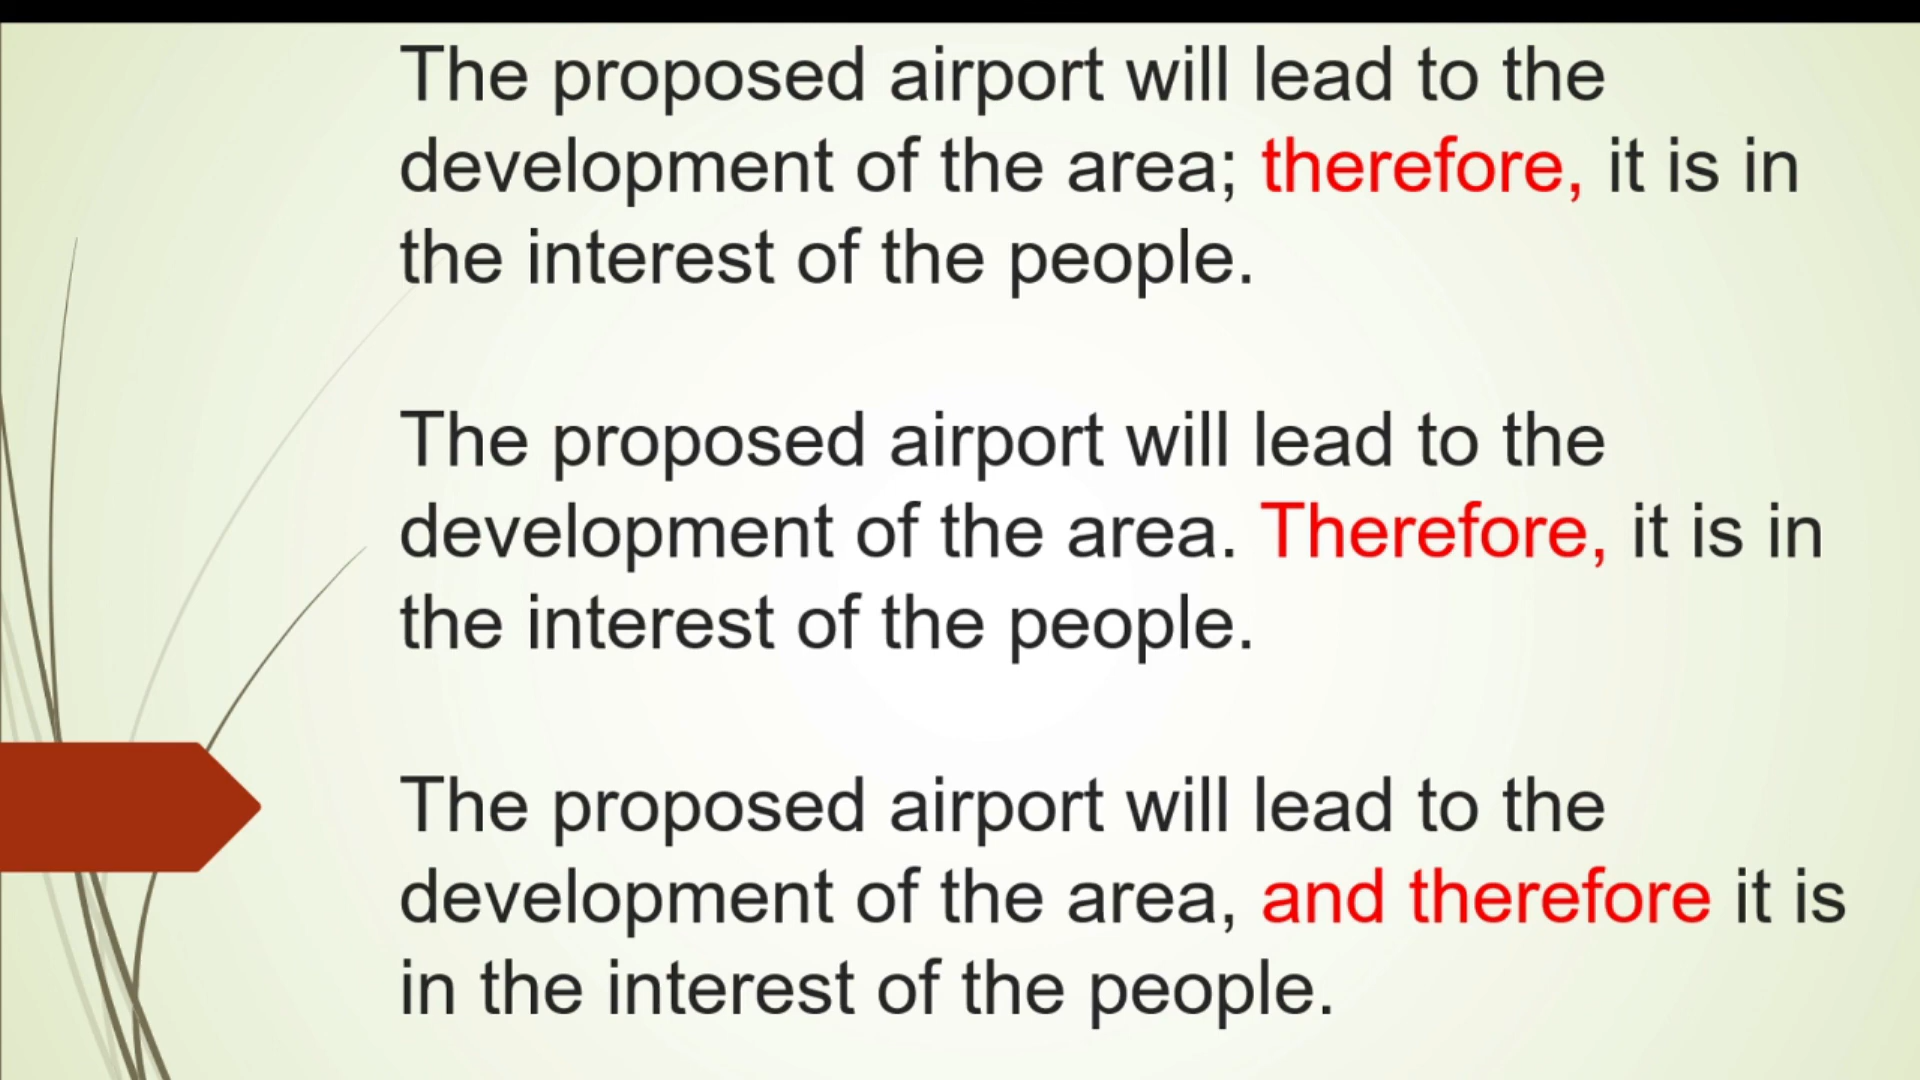 The proposed airport will lead to the
development of the area; therefore, it is in
the interest of the people.
The proposed airport will lead to the
development of the area. Therefore, it is in
the interest of the people.
The proposed airport will lead to the
development of the area, and therefore it is
in the interest of the people.